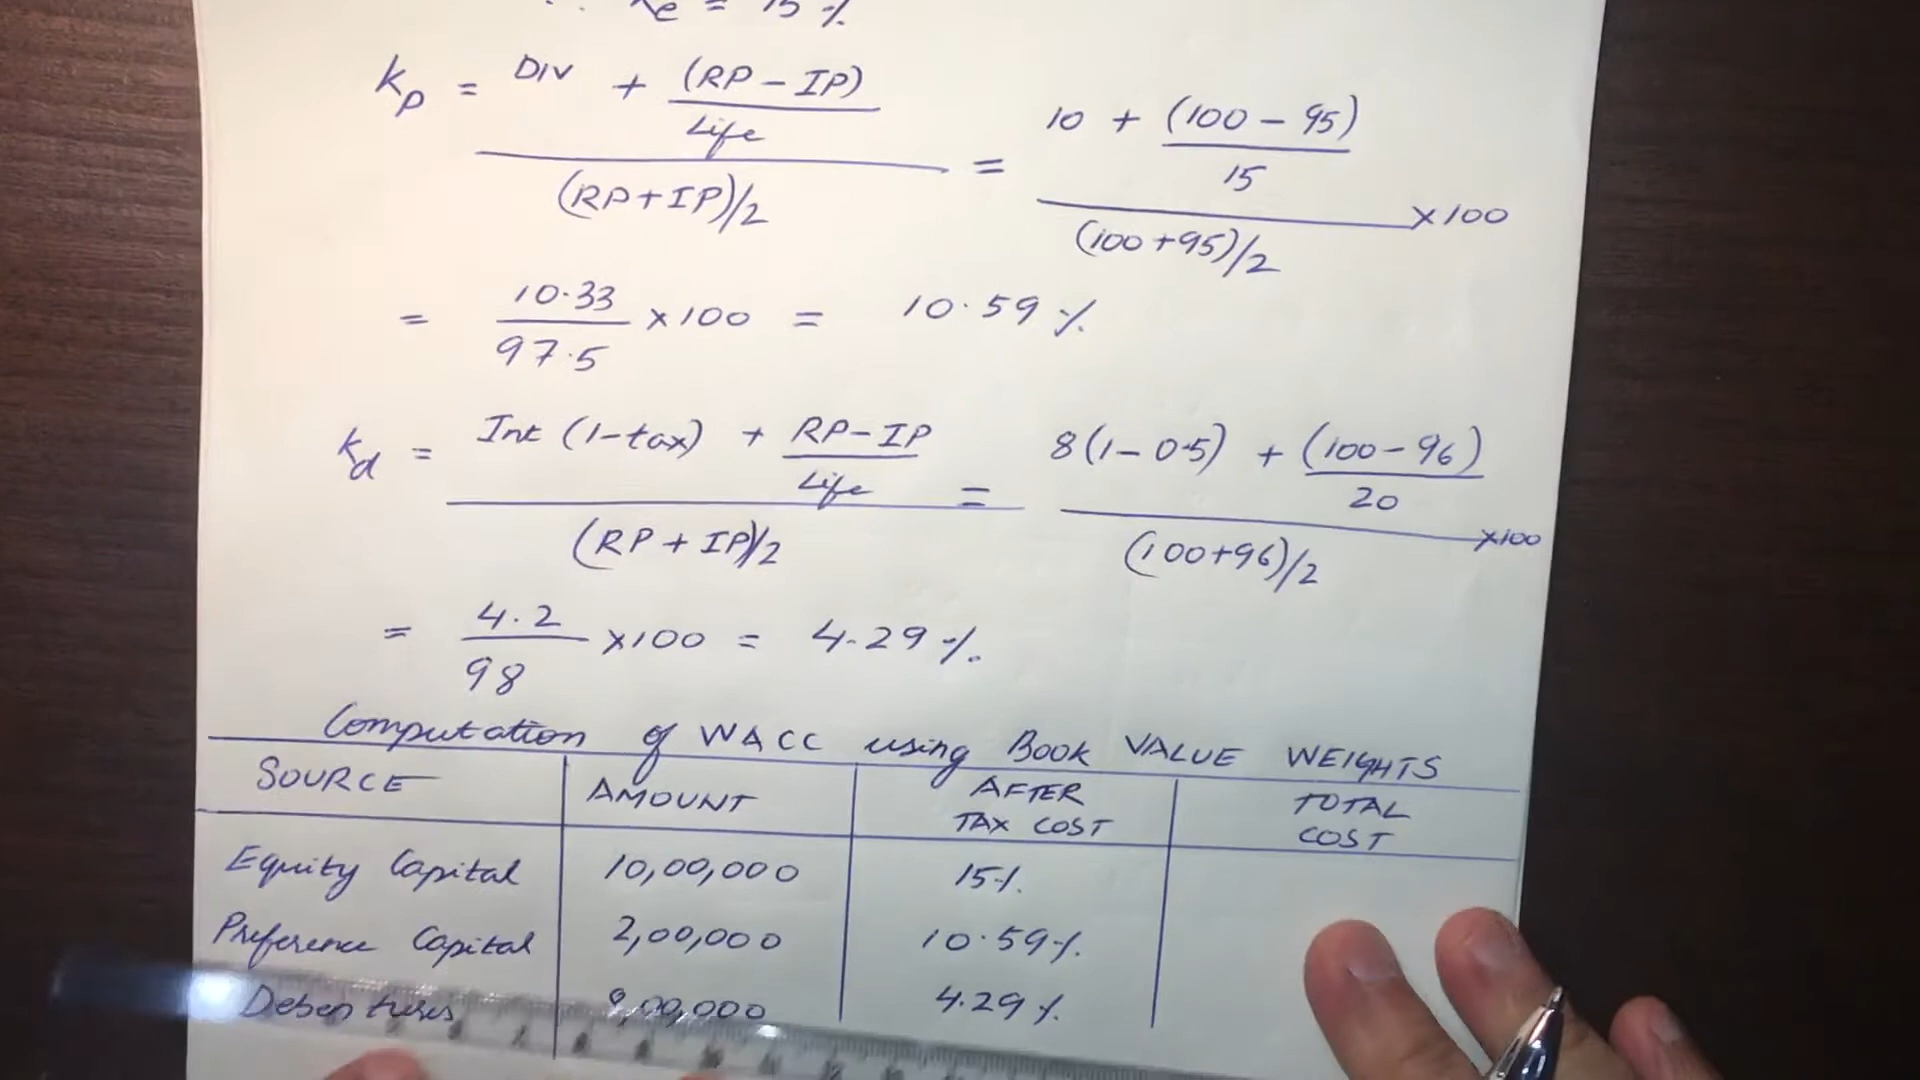 Ke = 15 %
Kp = Div + (RP - IP) / Life / (RP + IP)/2 = 10 + (100 - 95) / 15 / (100 + 95)/2 × 100
= 10.33 / 97.5 × 100 = 10.59 %
Kd = Int (1 - tax) + RP - IP / Life / (RP + IP)/2 = 8(1 - 0.5) + (100 - 96) / 20 / (100 + 96)/2 × 100
= 4.2 / 98 × 100 = 4.29 %.
Computation of WACC using Book VALUE WEIGHTS
SOURCE AMOUNT AFTER TAX COST TOTAL COST
Equity Capital 10,00,000 15%
Preference Capital 2,00,000 10.59%
Debentures ,00,000 4.29%